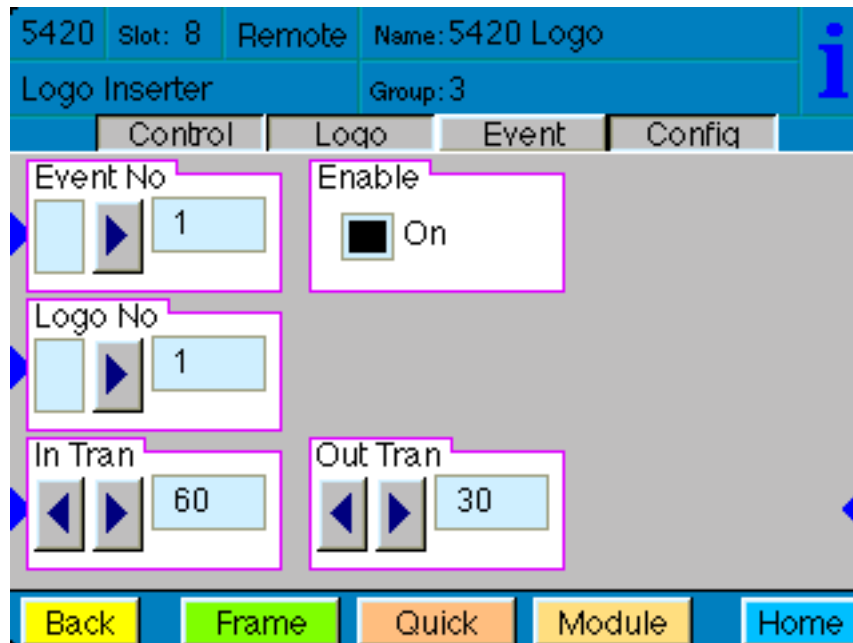 5420 Slot: 8 Remote Name: 5420 Logo
i
Logo Inserter Group: 3
Control Logo Event Config
Event No Enable
1 On
Logo No
1
In Tran Out Tran
60 30
Back Frame Quick Module Home